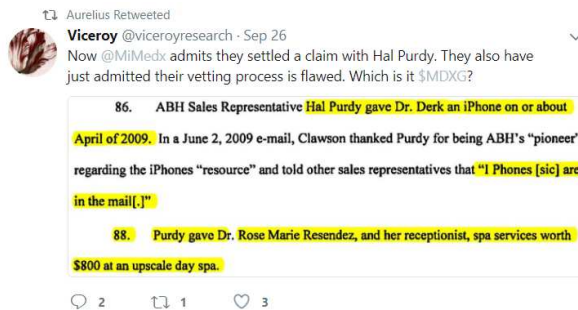 Aurelius Retweeted
Viceroy @viceroyresearch · Sep 26
Now @MiMedx admits they settled a claim with Hal Purdy. They also have
just admitted their vetting process is flawed. Which is it $MDXG?
86. ABH Sales Representative Hal Purdy gave Dr. Derk an iPhone on or about
April of 2009. In a June 2, 2009 e-mail, Clawson thanked Purdy for being ABH's "pioneer"
regarding the iPhones "resource" and told other sales representatives that "I Phones [sic] are
in the mail[.]"
88. Purdy gave Dr. Rose Marie Resendez, and her receptionist, spa services worth
$800 at an upscale day spa.
2 1 3